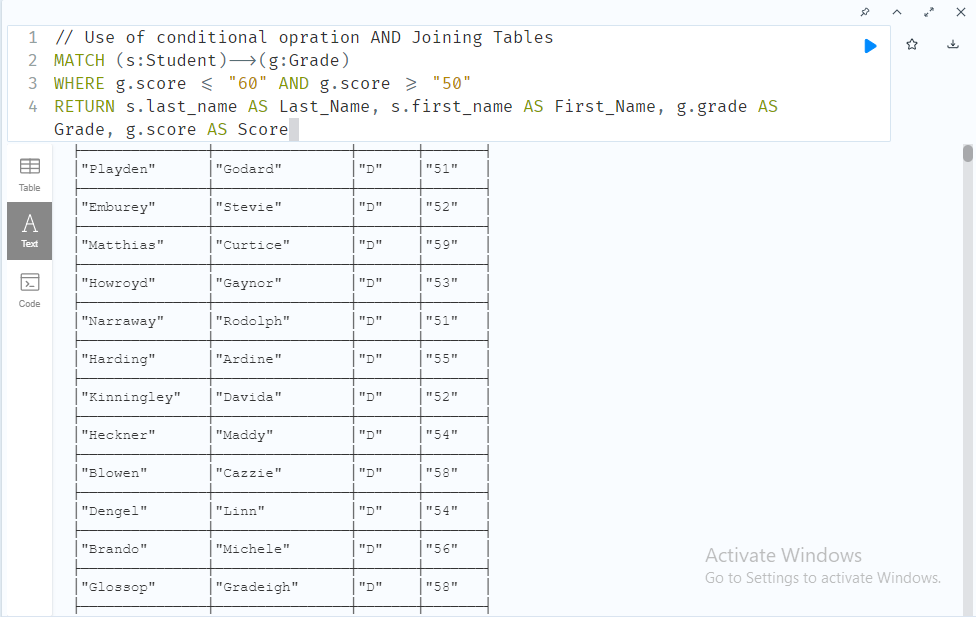 1 // Use of conditional opration AND Joining Tables
2 MATCH (s:Student)-->(g:Grade)
3 WHERE g.score <= "60" AND g.score >= "50"
4 RETURN s.last_name AS Last_Name, s.first_name AS First_Name, g.grade AS
Grade, g.score AS Score
Table
Text
Code
"Playden" "Godard" "D" "51"
"Emburey" "Stevie" "D" "52"
"Matthias" "Curtice" "D" "59"
"Howroyd" "Gaynor" "D" "53"
"Narraway" "Rodolph" "D" "51"
"Harding" "Ardine" "D" "55"
"Kinningley" "Davida" "D" "52"
"Heckner" "Maddy" "D" "54"
"Blowen" "Cazzie" "D" "58"
"Dengel" "Linn" "D" "54"
"Brando" "Michele" "D" "56"
"Glossop" "Gradeigh" "D" "58"
Activate Windows
Go to Settings to activate Windows.